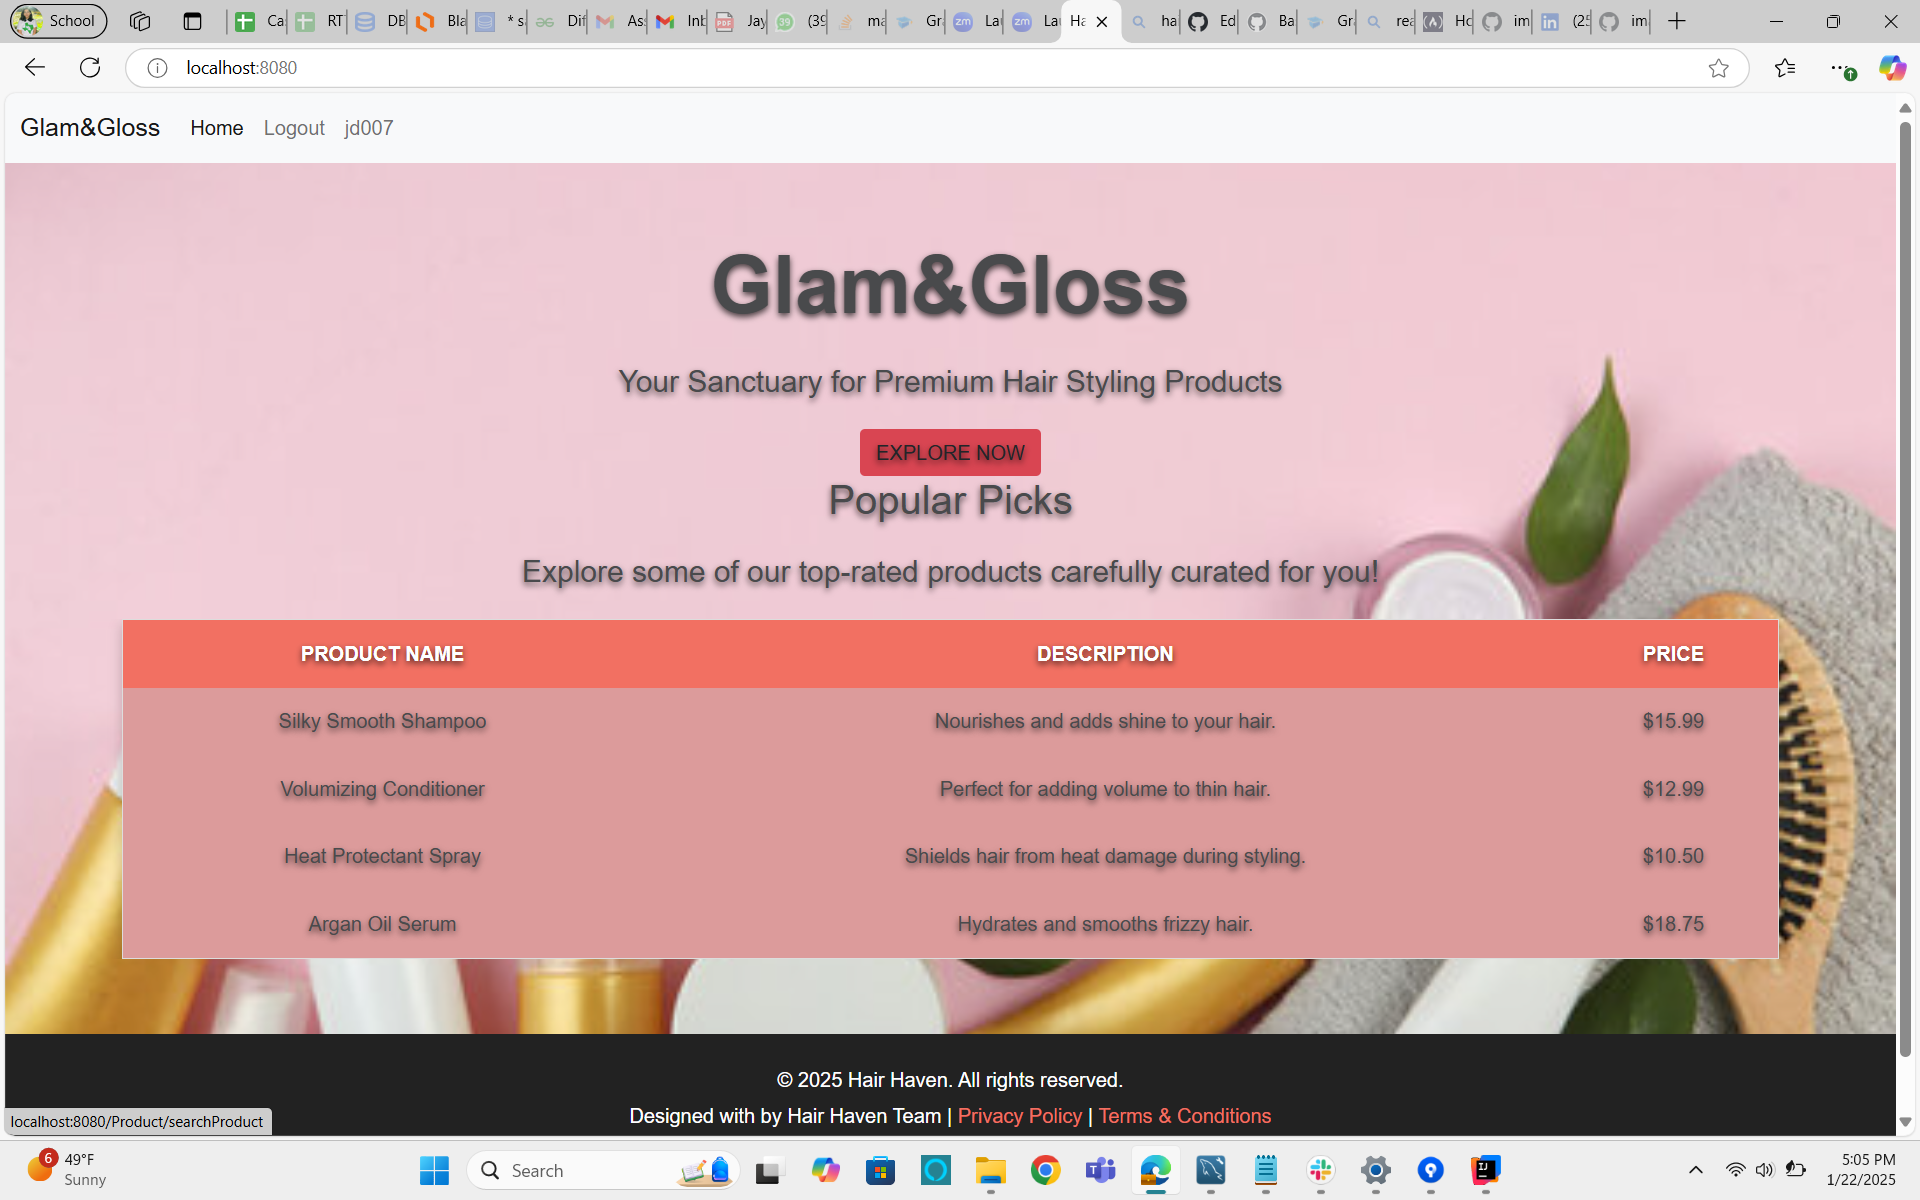 School
Ca
RT
DE
Bla
* s
Dif
As
Inb
Jay
(39
ma
Gr
La
La
Ha
ha
Ed
Ba
Gr
rea
Hc
im
(25
im
localhost:8080
Glam&Gloss Home Logout jd007
Glam&Gloss
Your Sanctuary for Premium Hair Styling Products
EXPLORE NOW
Popular Picks
Explore some of our top-rated products carefully curated for you!
PRODUCT NAME DESCRIPTION PRICE
Silky Smooth Shampoo Nourishes and adds shine to your hair. $15.99
Volumizing Conditioner Perfect for adding volume to thin hair. $12.99
Heat Protectant Spray Shields hair from heat damage during styling. $10.50
Argan Oil Serum Hydrates and smooths frizzy hair. $18.75
© 2025 Hair Haven. All rights reserved.
Designed with by Hair Haven Team | Privacy Policy | Terms & Conditions
localhost:8080/Product/searchProduct
6
49°F
Sunny
Search
5:05 PM
1/22/2025